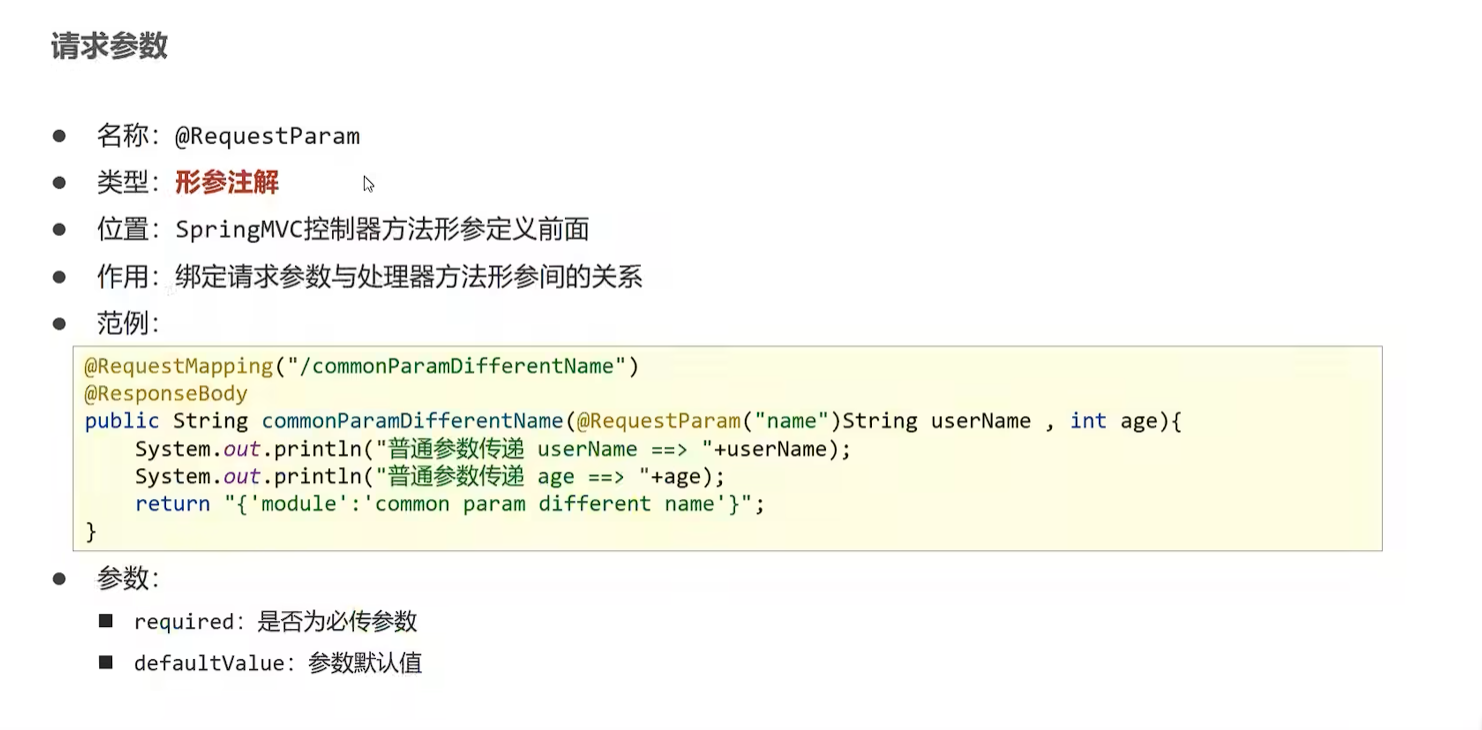 请求参数
名称：@RequestParam
类型：形参注解
位置：SpringMVC控制器方法形参定义前面
作用：绑定请求参数与处理器方法形参间的关系
范例：
@RequestMapping("/commonParamDifferentName")
@ResponseBody
public String commonParamDifferentName(@RequestParam("name")String userName , int age){
    System.out.println("普通参数传递 userName ==> "+userName);
    System.out.println("普通参数传递 age ==> "+age);
    return "{'module':'common param different name'}";
}
参数：
required：是否为必传参数
defaultValue：参数默认值